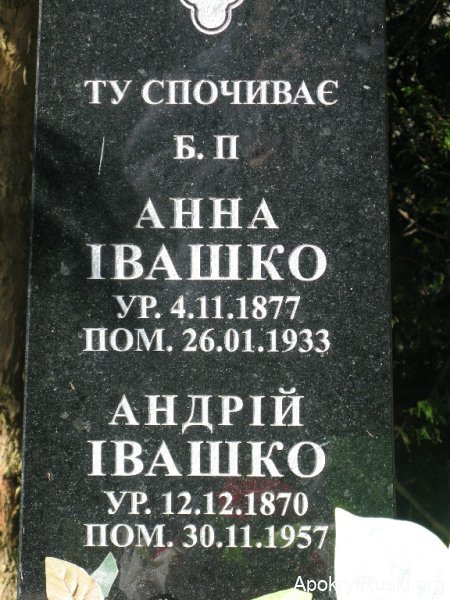 ТУ СПОЧИВАЄ
Б. П
АННА
ІВАШКО
УР. 4.11.1877
ПОМ. 26.01.1933
АНДРІЙ
ІВАШКО
УР. 12.12.1870
ПОМ. 30.11.1957
ApokryfRuski.org